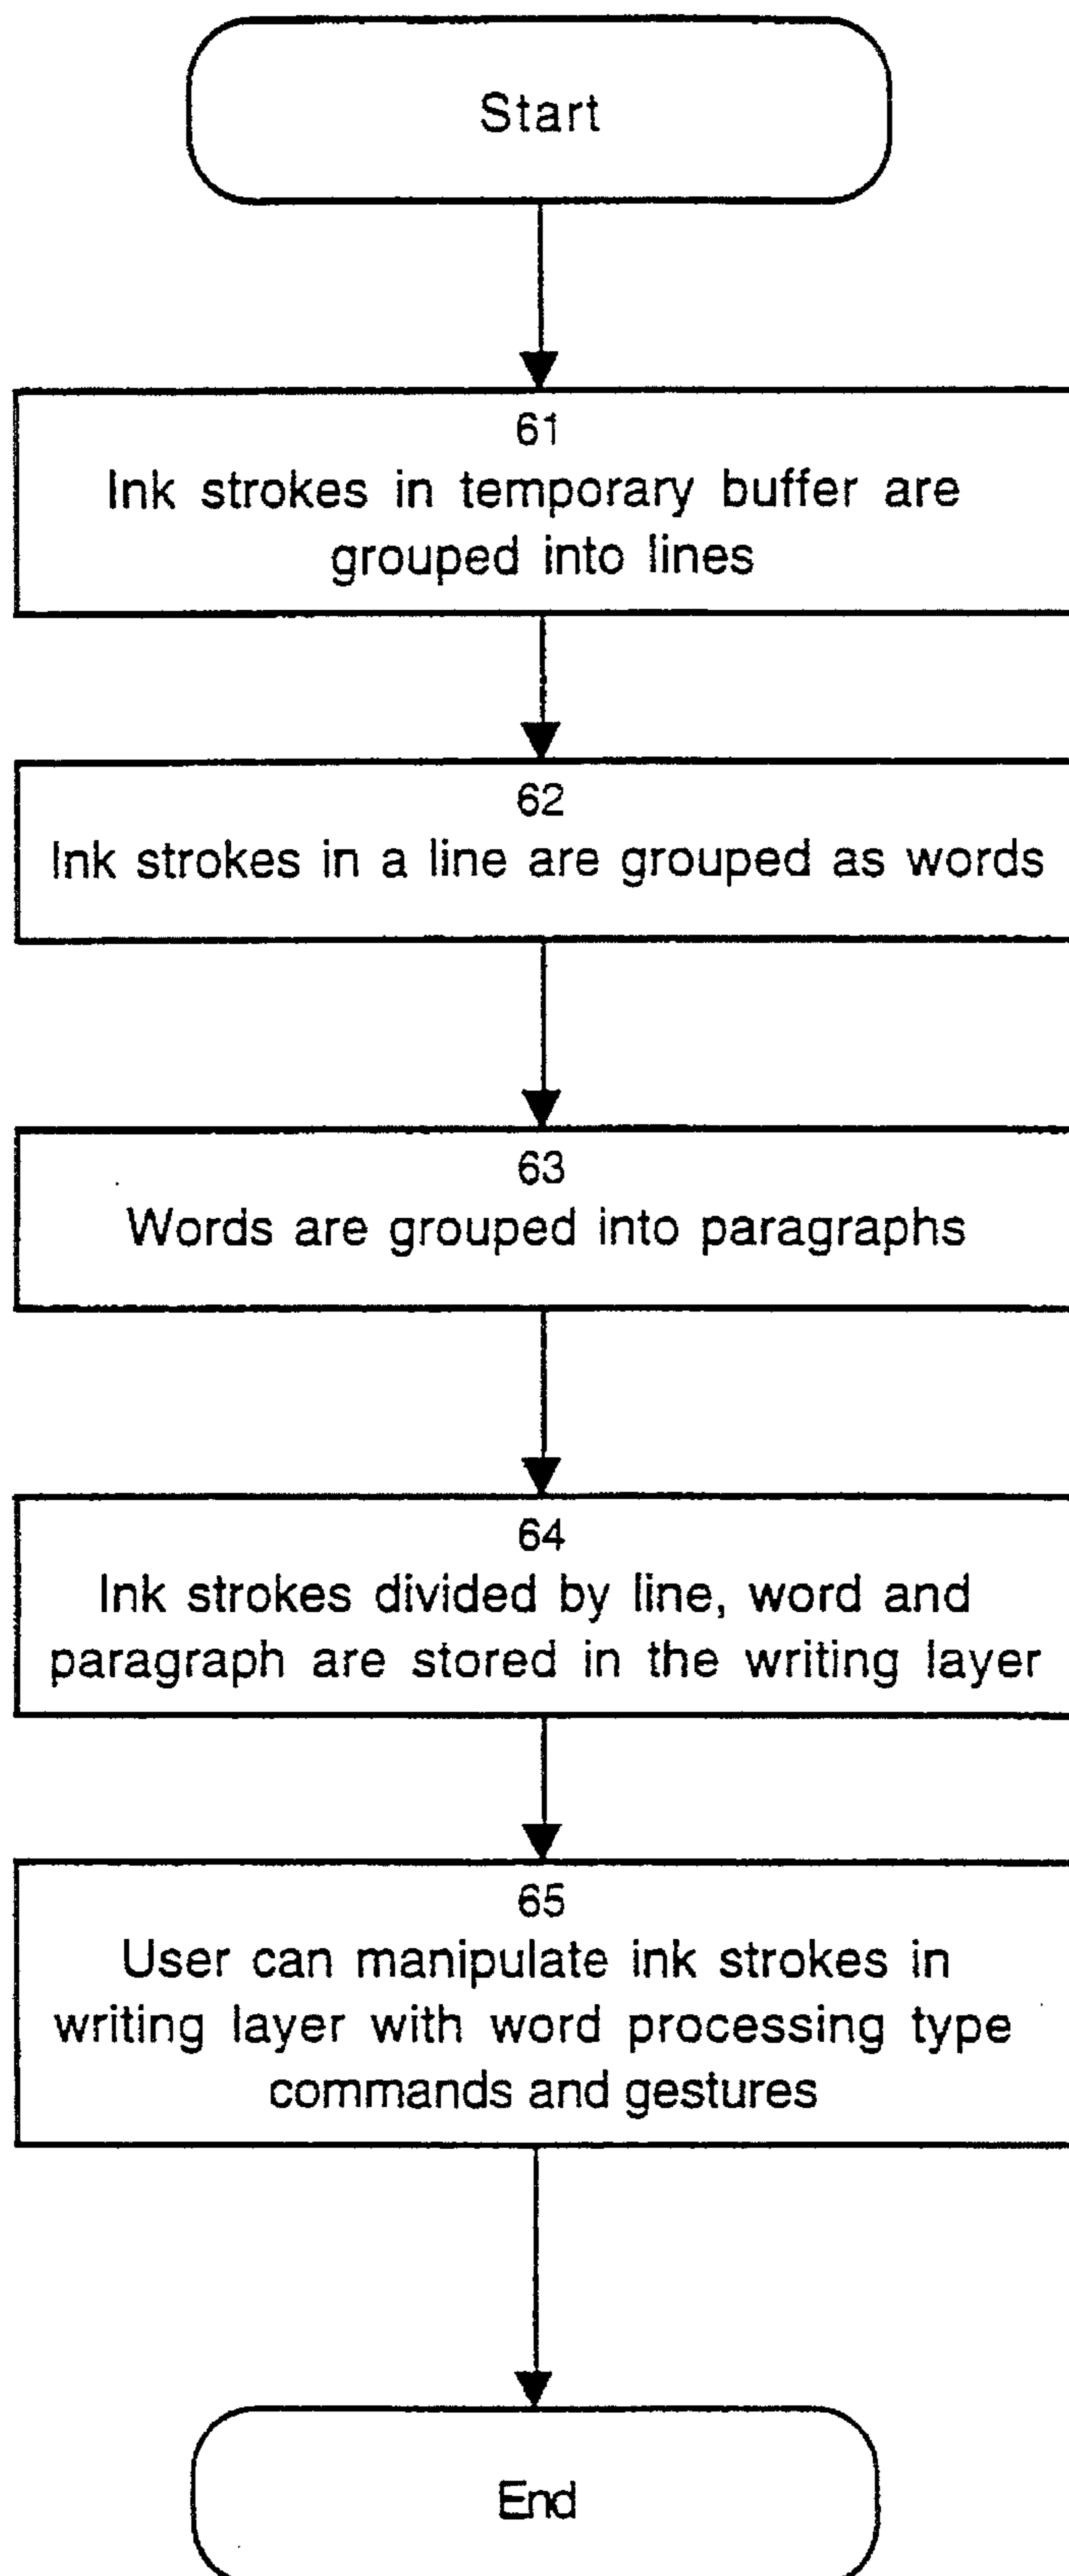 Start
61
Ink strokes in temporary buffer are
grouped into lines
62
Ink strokes in a line are grouped as words
63
Words are grouped into paragraphs
64
Ink strokes divided by line, word and
paragraph are stored in the writing layer
65
User can manipulate ink strokes in
writing layer with word processing type
commands and gestures
End